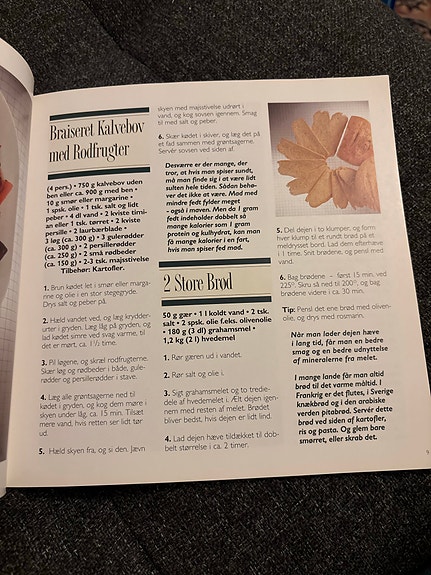 Braiseret Kalvebov
med Rodfrugter
(4 pers.) • 750 g kalvebov uden
ben eller ca. 900 g med ben •
10 g smør eller margarine •
1 spsk. olie • 1 tsk. salt og lidt
peber • 4 dl vand • 2 kviste timi-
an eller 1 tsk. tørret • 2 kviste
persille • 2 laurbærblade •
3 løg (ca. 300 g) • 3 gulerødder
(ca. 300 g) • 2 persillerødder
(ca. 250 g) • 2 små rødbeder
(ca. 150 g) • 2-3 tsk. majsstivelse
Tilbehør: Kartofler.
1. Brun kødet let i smør eller marga-
rine og olie i en stor stegegryde.
Drys salt og peber på.
2. Hæld vandet ved, og læg krydder-
urter i gryden. Læg låg på gryden, og lad
kødet simre ved svag varme, til
det er mørt, ca. 1½ time.
3. Pil løgene, og skræl rodfrugterne.
Skær løg og rødbeder i både, gule-
rødder og persillerødder i stave.
4. Læg alle grøntsagerne ned til
kødet i gryden, og kog dem møre i
skyen under låg, ca. 15 min. Tilsæt
mere vand, hvis retten ser lidt tør
ud.
5. Hæld skyen fra, og si den. Jævn
skyen med majsstivelse udrørt i
vand, og kog sovsen igennem. Smag
til med salt og peber.
6. Skær kødet i skiver, og læg det på
et fad sammen med grøntsagerne.
Servér sovsen ved siden af.
Desværre er der mange, der
tror, at hvis man spiser sundt,
må man finde sig i at være lidt
sulten hele tiden. Sådan behø-
ver det ikke at være. Mad med
mindre fedt fylder meget
- også i maven. Men da 1 gram
fedt indeholder dobbelt så
mange kalorier som 1 gram
protein og kulhydrat, kan man
få mange kalorier i en fart,
hvis man spiser fed mad.
2 Store Brød
50 g gær • 1 l koldt vand • 2 tsk.
salt • 2 spsk. olie f.eks. olivenolie
• 180 g (3 dl) grahamsmel •
1,2 kg (2 l) hvedemel
1. Rør gæren ud i vandet.
2. Rør salt og olie i.
3. Sigt grahamsmelet og to tredie-
dele af hvedemelet i. Ælt dejen igen-
nem med resten af melet. Brødet
bliver bedst, hvis dejen er lidt lind.
4. Lad dejen hæve tildækket til dob-
belt størrelse i ca. 2 timer.
5. Del dejen i to klumper, og form
hver klump til et rundt brød på et
meldrysset bord. Lad dem efterhæve
i 1 time. Snit brødene, og pensl med
vand.
6. Bag brødene - først 15 min. ved
225⁰. Skru så ned til 200⁰, og bag
brødene videre i ca. 30 min.
Tip: Pensl det ene brød med oliven-
olie, og drys med rosmarin.
Når man lader dejen hæve
i lang tid, får man en bedre
smag og en bedre udnyttelse
af mineralerne fra melet.
I mange lande får man altid
brød til det varme måltid. I
Frankrig er det flutes, i Sverige
knækbrød og i den arabiske
verden pitabrød. Servér dette
brød ved siden af kartofler,
ris og pasta. Og glem bare
smørret, eller skrab det.
9